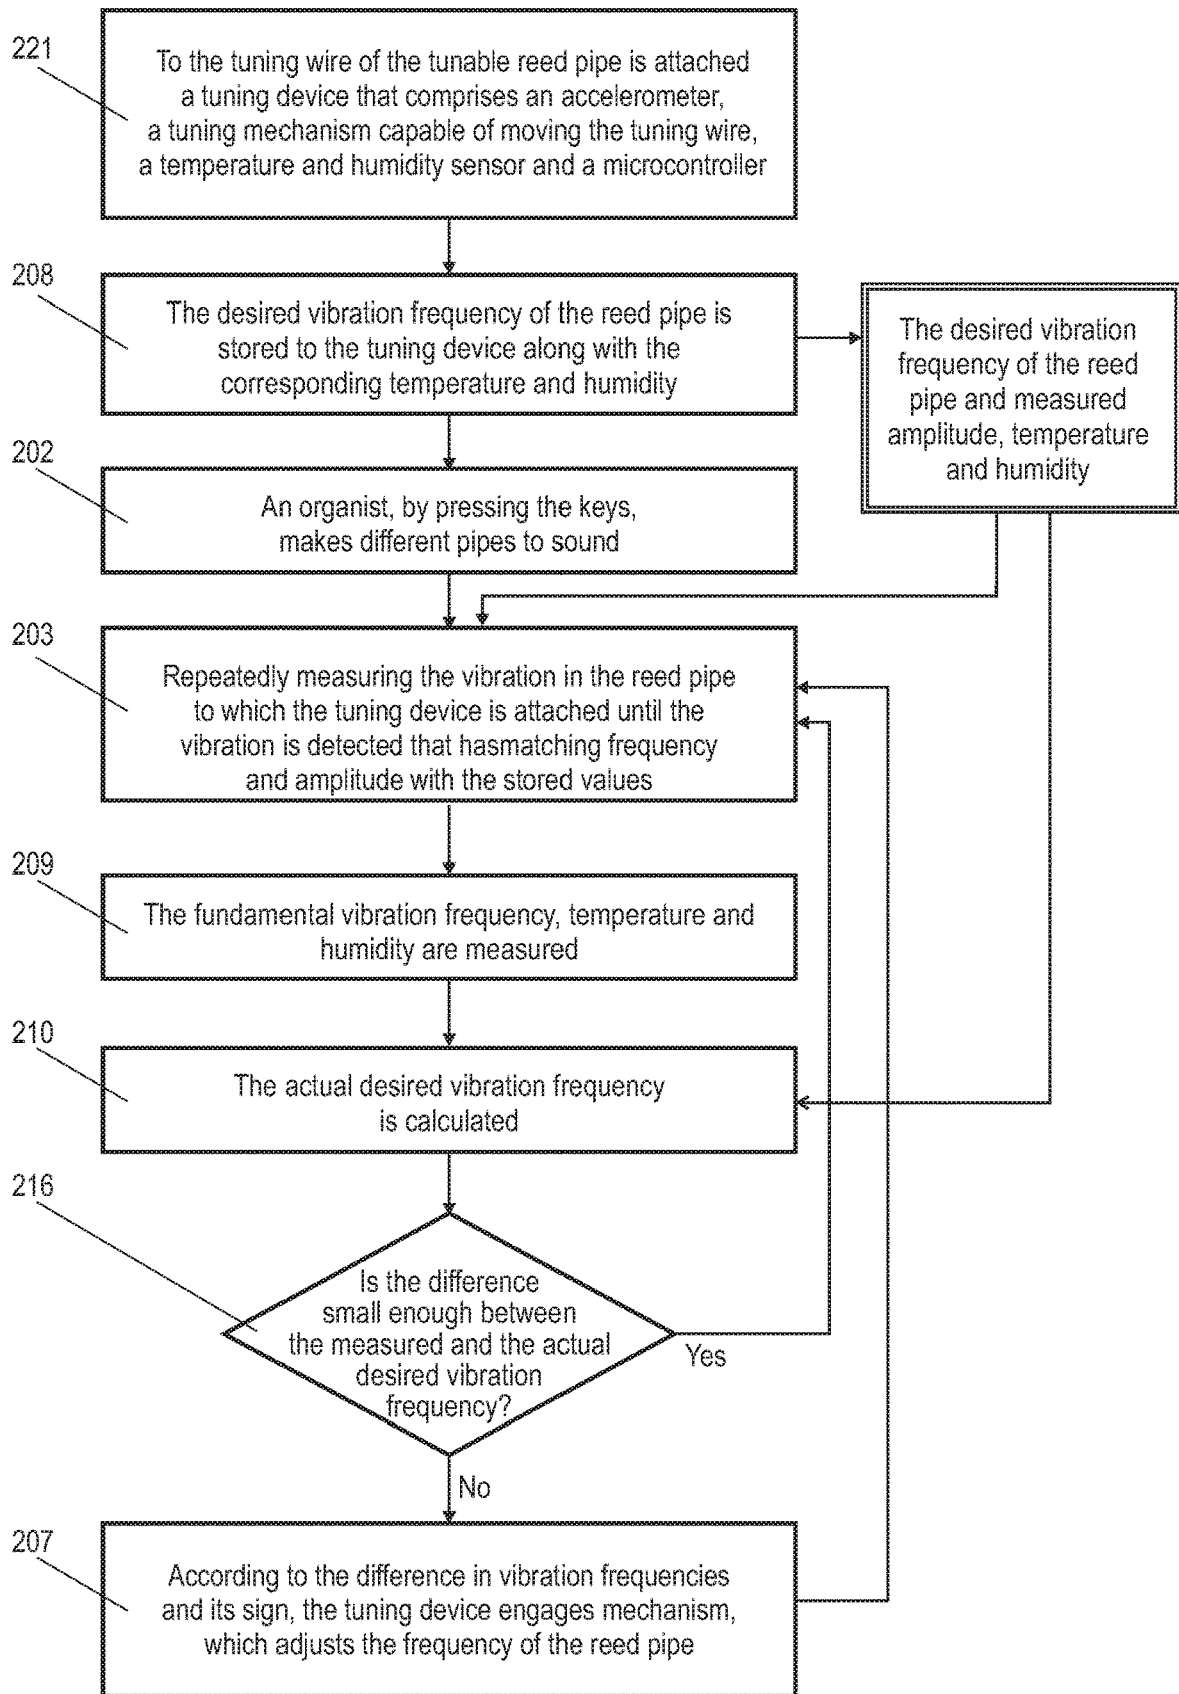 221
To the tuning wire of the tunable reed pipe is attached
a tuning device that comprises an accelerometer,
a tuning mechanism capable of moving the tuning wire,
a temperature and humidity sensor and a microcontroller
208
The desired vibration frequency of the reed pipe is
stored to the tuning device along with the
corresponding temperature and humidity
The desired vibration
frequency of the reed
pipe and measured
amplitude, temperature
and humidity
202
An organist, by pressing the keys,
makes different pipes to sound
203
Repeatedly measuring the vibration in the reed pipe
to which the tuning device is attached until the
vibration is detected that hasmatching frequency
and amplitude with the stored values
209
The fundamental vibration frequency, temperature and
humidity are measured
210
The actual desired vibration frequency
is calculated
216
Is the difference
small enough between
the measured and the actual
desired vibration
frequency?
Yes
No
207
According to the difference in vibration frequencies
and its sign, the tuning device engages mechanism,
which adjusts the frequency of the reed pipe